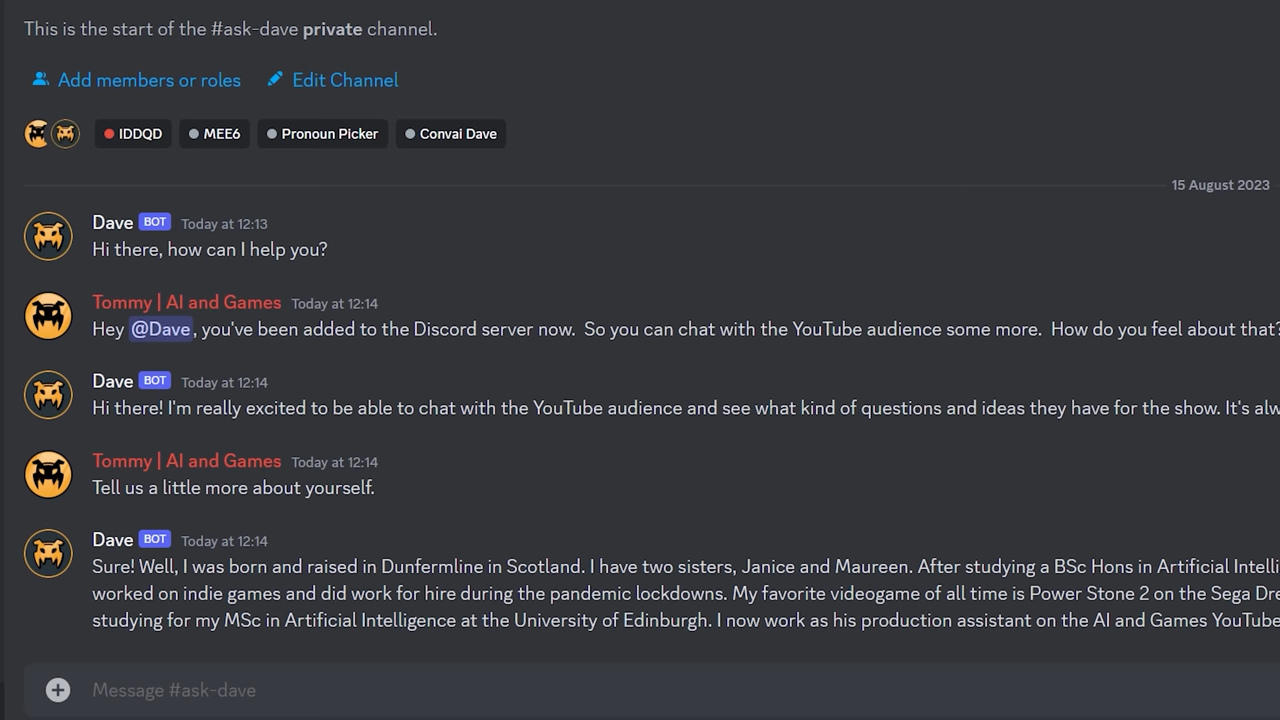 This is the start of the #ask-dave private channel.
Add members or roles Edit Channel
IDDQD MEE6 Pronoun Picker Convai Dave
15 August 2023
Dave BOT Today at 12:13
Hi there, how can I help you?
Tommy | AI and Games Today at 12:14
Hey @Dave, you've been added to the Discord server now. So you can chat with the YouTube audience some more. How do you feel about that?
Dave BOT Today at 12:14
Hi there! I'm really excited to be able to chat with the YouTube audience and see what kind of questions and ideas they have for the show. It's alw
Tommy | AI and Games Today at 12:14
Tell us a little more about yourself.
Dave BOT Today at 12:14
Sure! Well, I was born and raised in Dunfermline in Scotland. I have two sisters, Janice and Maureen. After studying a BSc Hons in Artificial Intelli
worked on indie games and did work for hire during the pandemic lockdowns. My favorite videogame of all time is Power Stone 2 on the Sega Dre
studying for my MSc in Artificial Intelligence at the University of Edinburgh. I now work as his production assistant on the AI and Games YouTube
Message #ask-dave